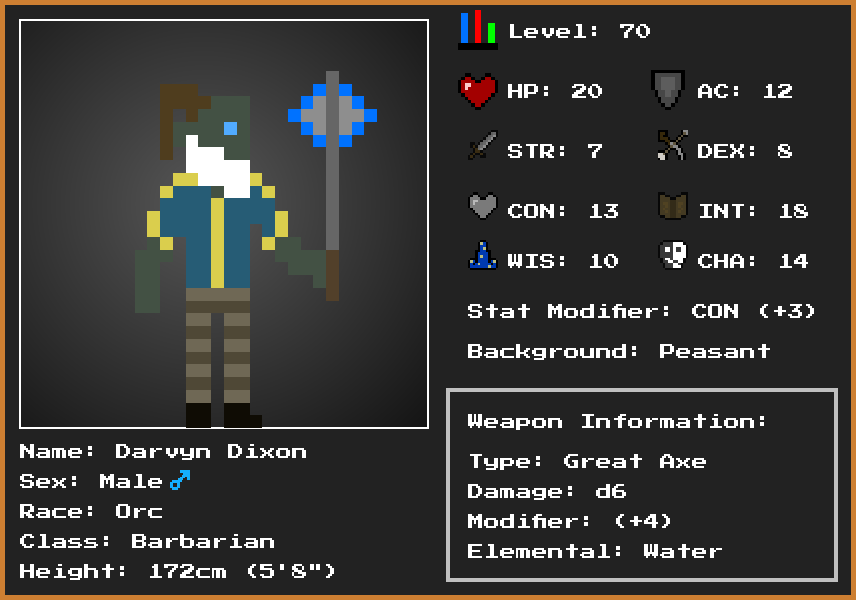 Level: 70
HP: 20 AC: 12
STR: 7 DEX: 8
CON: 13 INT: 18
WIS: 10 CHA: 14
Stat Modifier: CON (+3)
Background: Peasant
Weapon Information:
Type: Great Axe
Damage: d6
Modifier: (+4)
Elemental: Water
Name: Darvyn Dixon
Sex: Male ♂
Race: Orc
Class: Barbarian
Height: 172cm (5'8")